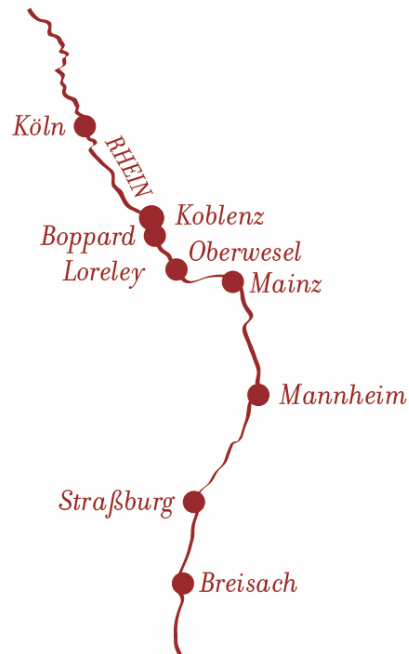 Köln
RHEIN
Koblenz
Boppard
Oberwesel
Loreley
Mainz
Mannheim
Straßburg
Breisach